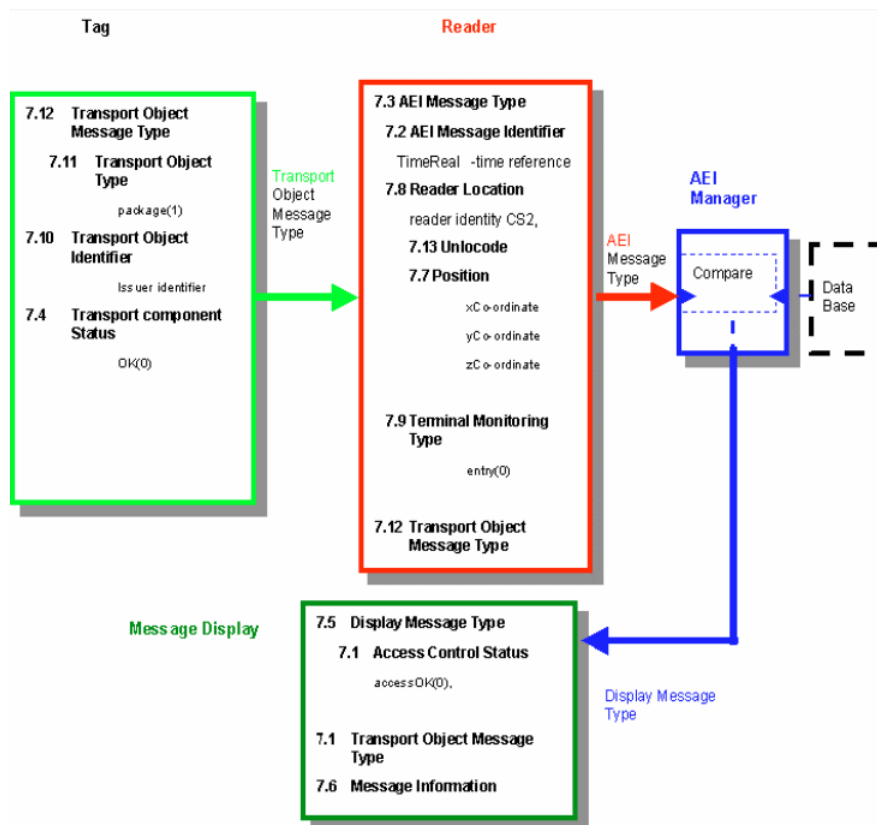 Tag
7.12 Transport Object
Message Type
7.11 Transport Object
Type
package(1)
7.10 Transport Object
Identifier
Issuer identifier
7.4 Transport component
Status
OK(0)
Transport
Object
Message
Type
Reader
7.3 AEI Message Type
7.2 AEI Message Identifier
TimeReal -time reference
7.8 Reader Location
reader identity CS2,
7.13 Unlocode
7.7 Position
xCo-ordinate
yCo-ordinate
zCo-ordinate
7.9 Terminal Monitoring
Type
entry(0)
7.12 Transport Object
Message Type
AEI
Message
Type
AEI
Manager
Compare
Data
Base
Message Display
7.5 Display Message Type
7.1 Access Control Status
accessOK(0),
7.1 Transport Object Message
Type
7.6 Message Information
Display Message
Type